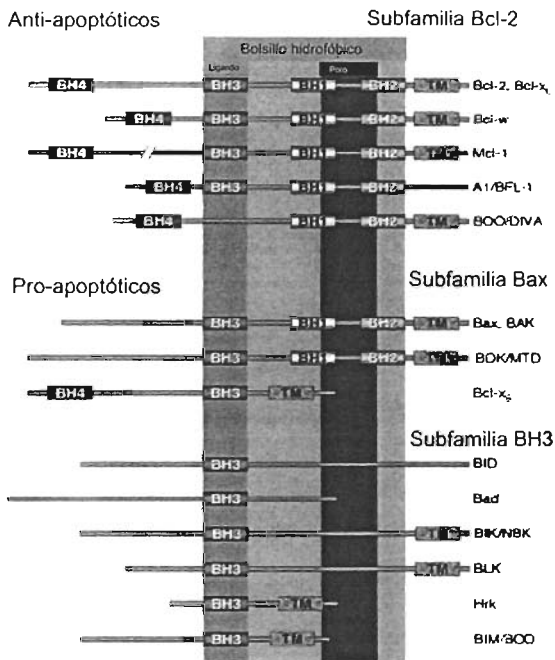 Anti-apoptóticos Subfamilia Bcl-2
Bolsillo hidrofóbico
Ligando Poro
BH4 BH3 BH1 BH2 TM Bcl-2, Bcl-xL
BH4 BH3 BH1 BH2 TM Bcl-w
BH4 BH3 BH1 BH2 TM Mcl-1
BH4 BH3 BH1 BH2 A1/BFL-1
BH4 BH3 BH1 BH2 TM BOO/DIVA
Pro-apoptóticos Subfamilia Bax
BH3 BH1 BH2 TM Bax, BAK
BH3 BH1 BH2 TM BOK/MTD
BH4 BH3 TM Bcl-xS
Subfamilia BH3
BH3 BID
BH3 Bad
BH3 TM BIK/NBK
BH3 TM BLK
BH3 TM Hrk
BH3 TM